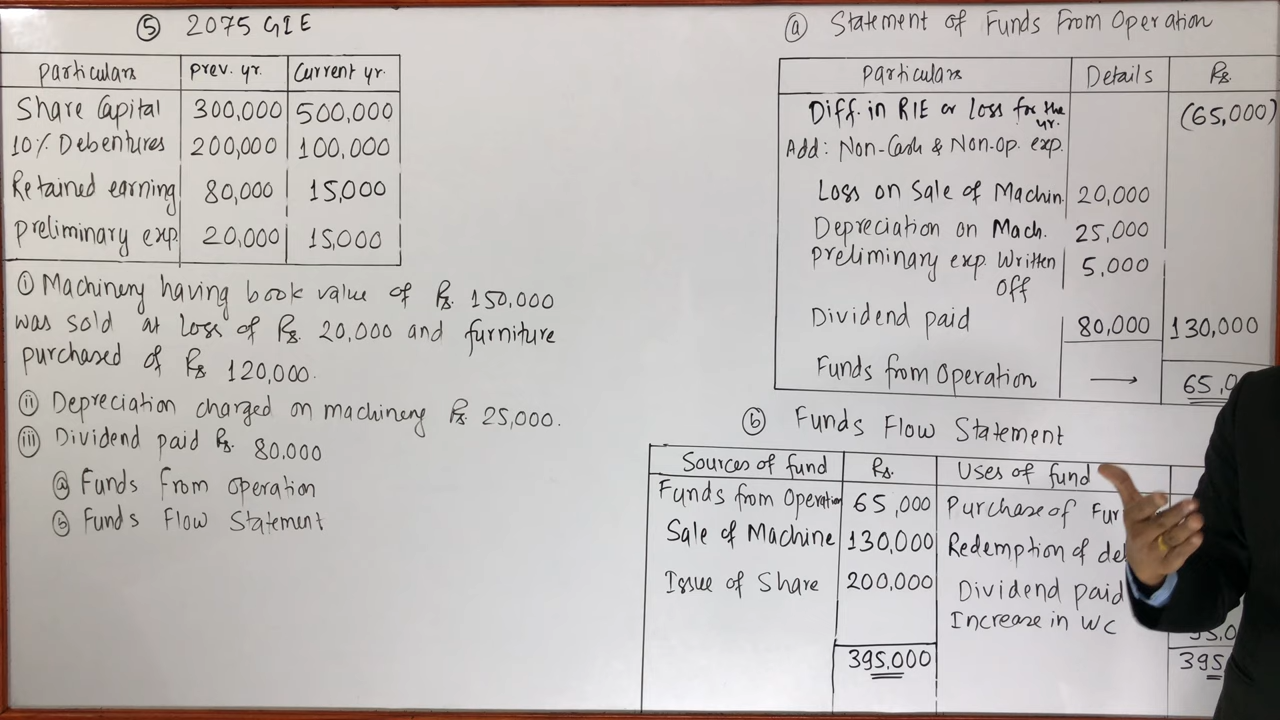 ⑤ 2075 GIE
Particulars prev. yr. Current yr.
Share Capital 300,000 500,000
10% Debentures 200,000 100,000
Retained earning 80,000 15,000
preliminary exp. 20,000 15,000
ⓘ Machinery having book value of Rs. 150,000
was sold at loss of Rs. 20,000 and furniture
purchased of Rs 120,000.
ⓘⓘ Depreciation charged on machinery Rs 25,000.
ⓘⓘⓘ Dividend paid Rs. 80,000
ⓐ Funds from operation
ⓑ Funds Flow Statement
ⓐ Statement of Funds From Operation
Particulars Details Rs.
Diff. in R/E or loss for the yr. (65,000)
Add: Non-Cash & Non-Op. exp.
Loss on Sale of Machin. 20,000
Depreciation on Mach. 25,000
Preliminary exp. Written 5,000
Off
Dividend paid 80,000 130,000
Funds from Operation → 65,0
ⓑ Funds Flow Statement
Sources of fund Rs. Uses of fund
Funds from Operation 65,000 Purchase of Fur
Sale of Machine 130,000 Redemption of de
Issue of Share 200,000 Dividend paid
Increase in WC
395,000 395